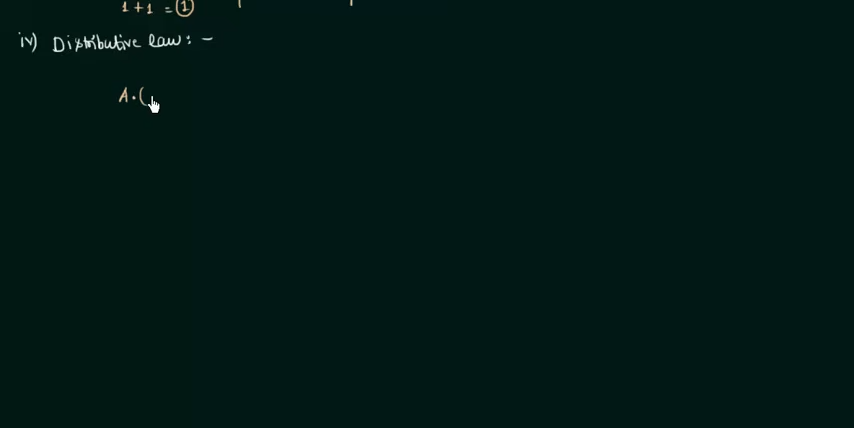 1 + 1 = 1
iv) Distributive law : -
A . (